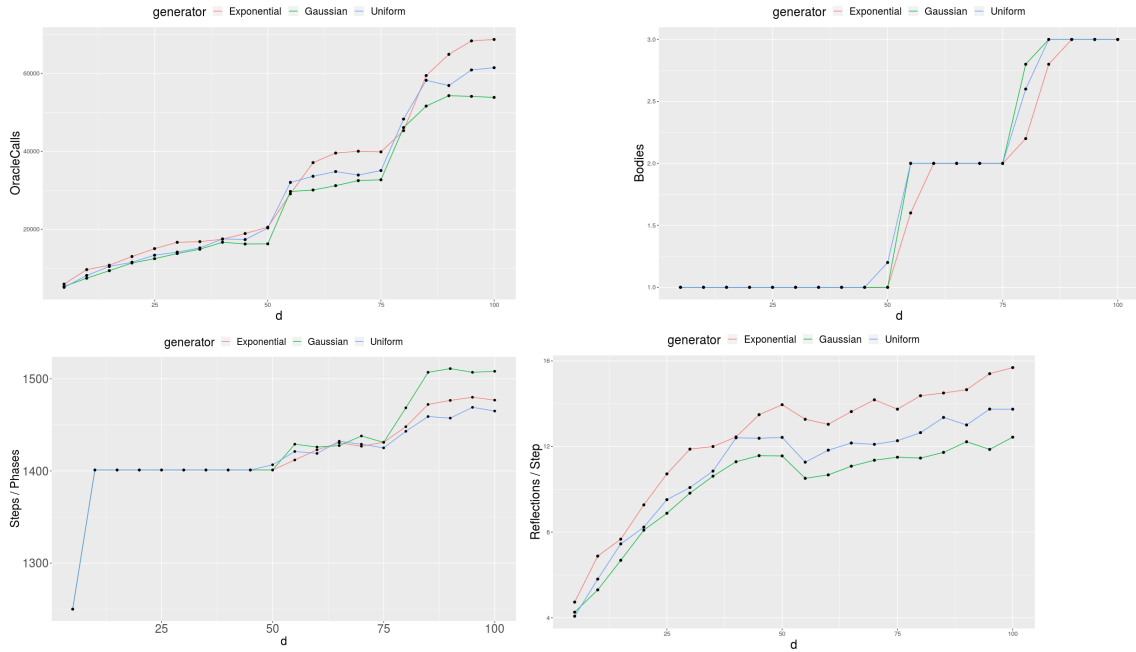 generator Exponential Gaussian Uniform
OracleCalls
60000
40000
20000
25 50 75 100
d
generator Exponential Gaussian Uniform
Bodies
3.0
2.5
2.0
1.5
1.0
25 50 75 100
d
generator Exponential Gaussian Uniform
Steps / Phases
1500
1400
1300
25 50 75 100
d
generator Exponential Gaussian Uniform
Reflections / Step
16
12
8
4
25 50 75 100
d